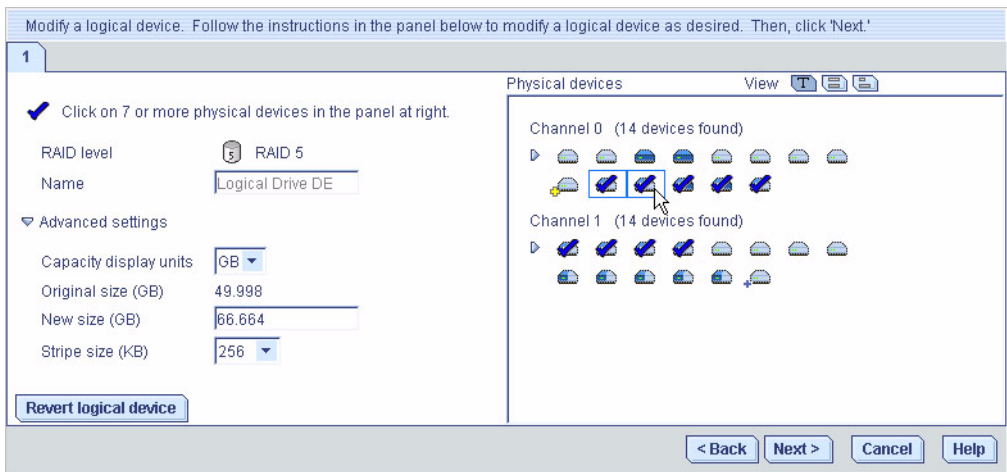 Modify a logical device. Follow the instructions in the panel below to modify a logical device as desired. Then, click 'Next.'
1
Click on 7 or more physical devices in the panel at right.
RAID level 5 RAID 5
Name Logical Drive DE
Advanced settings
Capacity display units GB
Original size (GB) 49.998
New size (GB) 66.664
Stripe size (KB) 256
Revert logical device
Physical devices View T
Channel 0 (14 devices found)
Channel 1 (14 devices found)
< Back Next > Cancel Help